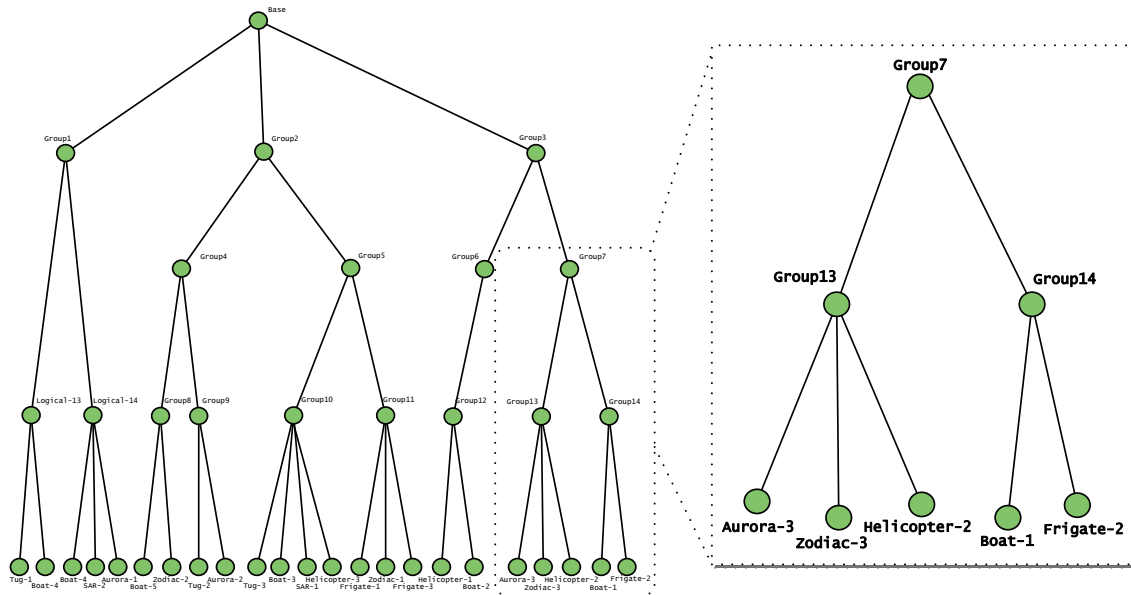 Base
Group1
Group2
Group3
Group4
Group5
Group6
Group7
Logical-13
Logical-14
Group8
Group9
Group10
Group11
Group12
Group13
Group14
Tug-1
Boat-4
Boat-4
SAR-2
Aurora-1
Boat-5
Zodiac-2
Tug-2
Aurora-2
Tug-3
Boat-3
SAR-1
Helicopter-3
Frigate-1
Zodiac-1
Frigate-3
Helicopter-1
Boat-2
Aurora-3
Zodiac-3
Helicopter-2
Boat-1
Frigate-2
Group7
Group13
Group14
Aurora-3
Zodiac-3
Helicopter-2
Boat-1
Frigate-2